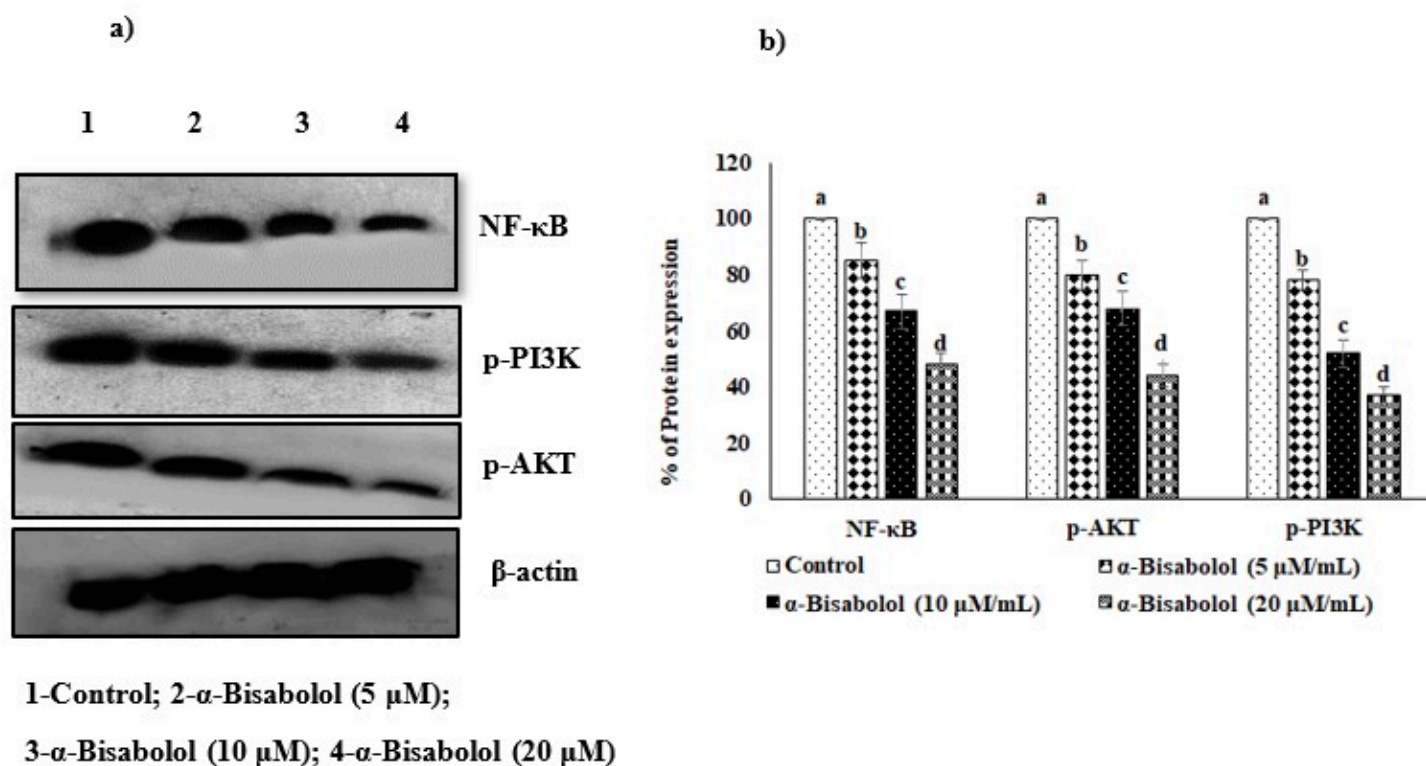 a)
1 2 3 4
NF-κB
p-PI3K
p-AKT
β-actin
1-Control; 2-α-Bisabolol (5 μM);
3-α-Bisabolol (10 μM); 4-α-Bisabolol (20 μM)
b)
% of Protein expression
120
100
80
60
40
20
0
a b c d
a b c d
a b c d
NF-κB p-AKT p-PI3K
Control α-Bisabolol (5 μM/mL)
α-Bisabolol (10 μM/mL) α-Bisabolol (20 μM/mL)